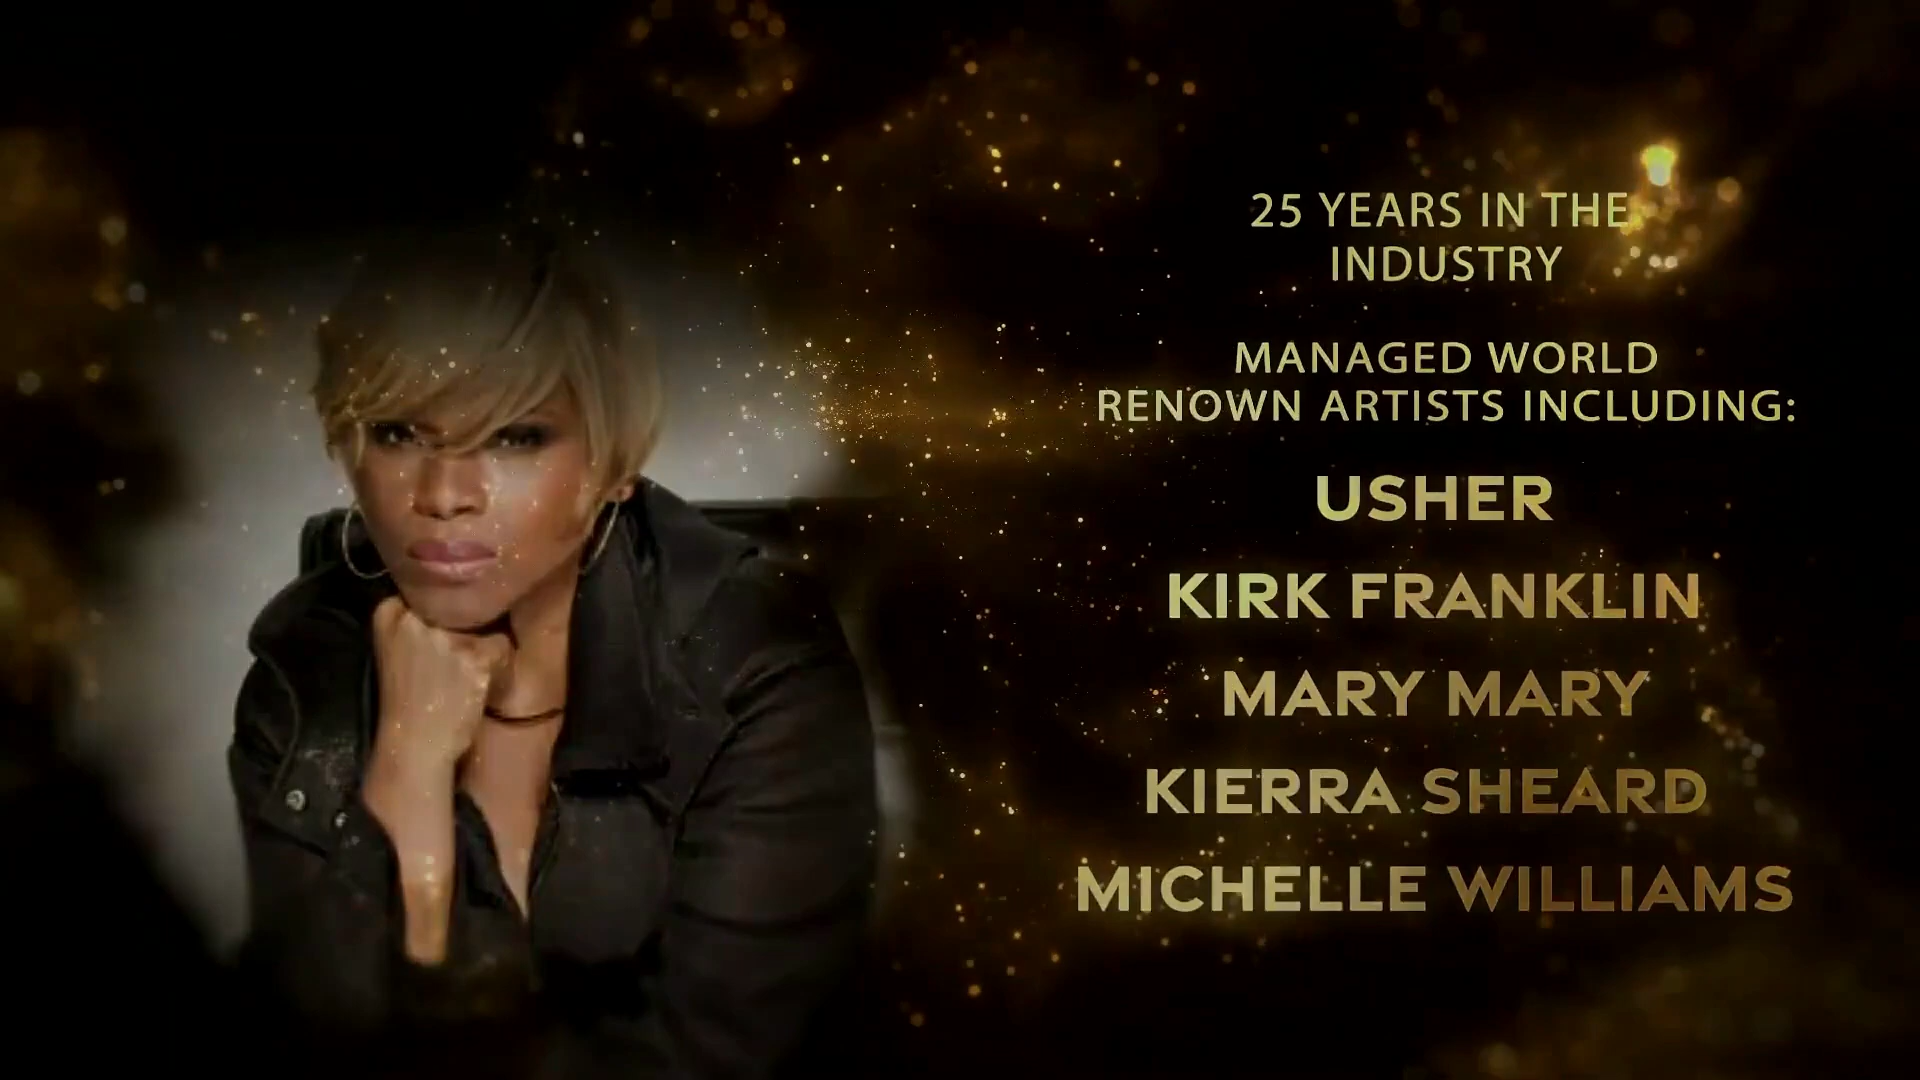 25 YEARS IN THE
INDUSTRY
MANAGED WORLD
RENOWN ARTISTS INCLUDING:
USHER
KIRK FRANKLIN
MARY MARY
KIERRA SHEARD
MICHELLE WILLIAMS